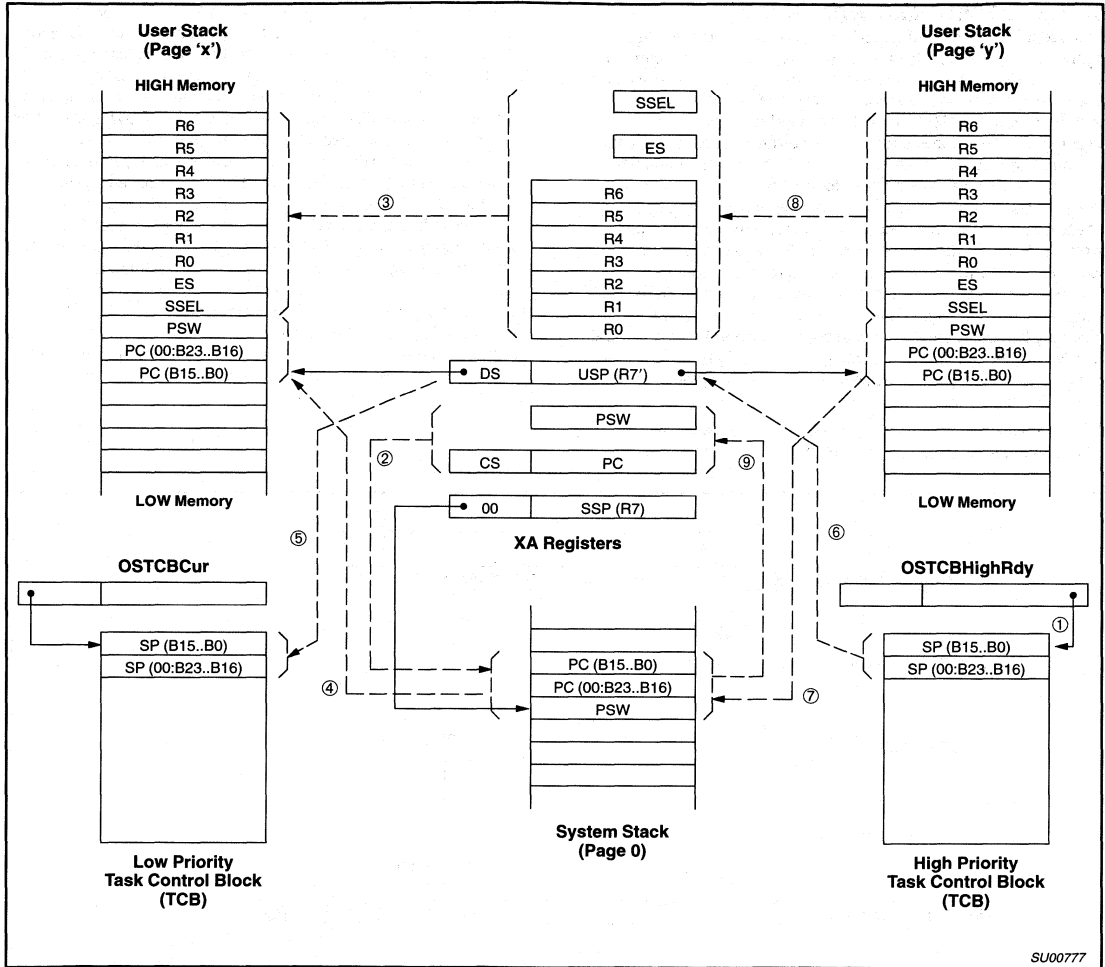 User Stack
(Page ‘x’)
HIGH Memory
R6
R5
R4
R3
R2
R1
R0
ES
SSEL
PSW
PC (00:B23..B16)
PC (B15..B0)
LOW Memory
③
SSEL
ES
R6
R5
R4
R3
R2
R1
R0
DS
USP (R7’)
PSW
CS
PC
00
SSP (R7)
XA Registers
⑧
User Stack
(Page ‘y’)
HIGH Memory
R6
R5
R4
R3
R2
R1
R0
ES
SSEL
PSW
PC (00:B23..B16)
PC (B15..B0)
LOW Memory
②
⑨
⑤
⑥
OSTCBCur
SP (B15..B0)
SP (00:B23..B16)
Low Priority
Task Control Block
(TCB)
④
PC (B15..B0)
PC (00:B23..B16)
PSW
System Stack
(Page 0)
⑦
OSTCBHighRdy
①
SP (B15..B0)
SP (00:B23..B16)
High Priority
Task Control Block
(TCB)
SU00777